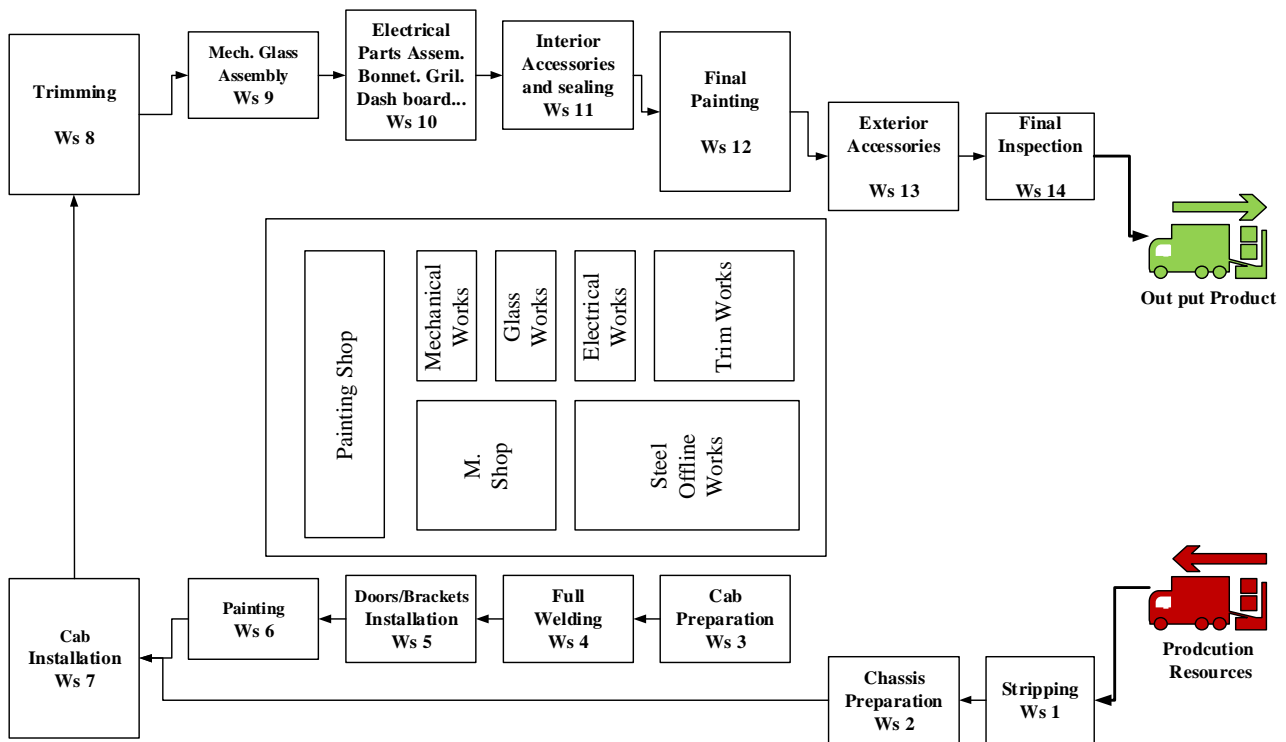 Trimming
Ws 8
Mech. Glass
Assembly
Ws 9
Electrical
Parts Assem.
Bonnet. Gril.
Dash board...
Ws 10
Interior
Accessories
and sealing
Ws 11
Final
Painting
Ws 12
Exterior
Accessories
Ws 13
Final
Inspection
Ws 14
Out put Product
Painting Shop
Mechanical
Works
Glass
Works
Electrical
Works
Trim Works
M.
Shop
Steel
Offline
Works
Cab
Installation
Ws 7
Painting
Ws 6
Doors/Brackets
Installation
Ws 5
Full
Welding
Ws 4
Cab
Preparation
Ws 3
Chassis
Preparation
Ws 2
Stripping
Ws 1
Prodcution
Resources